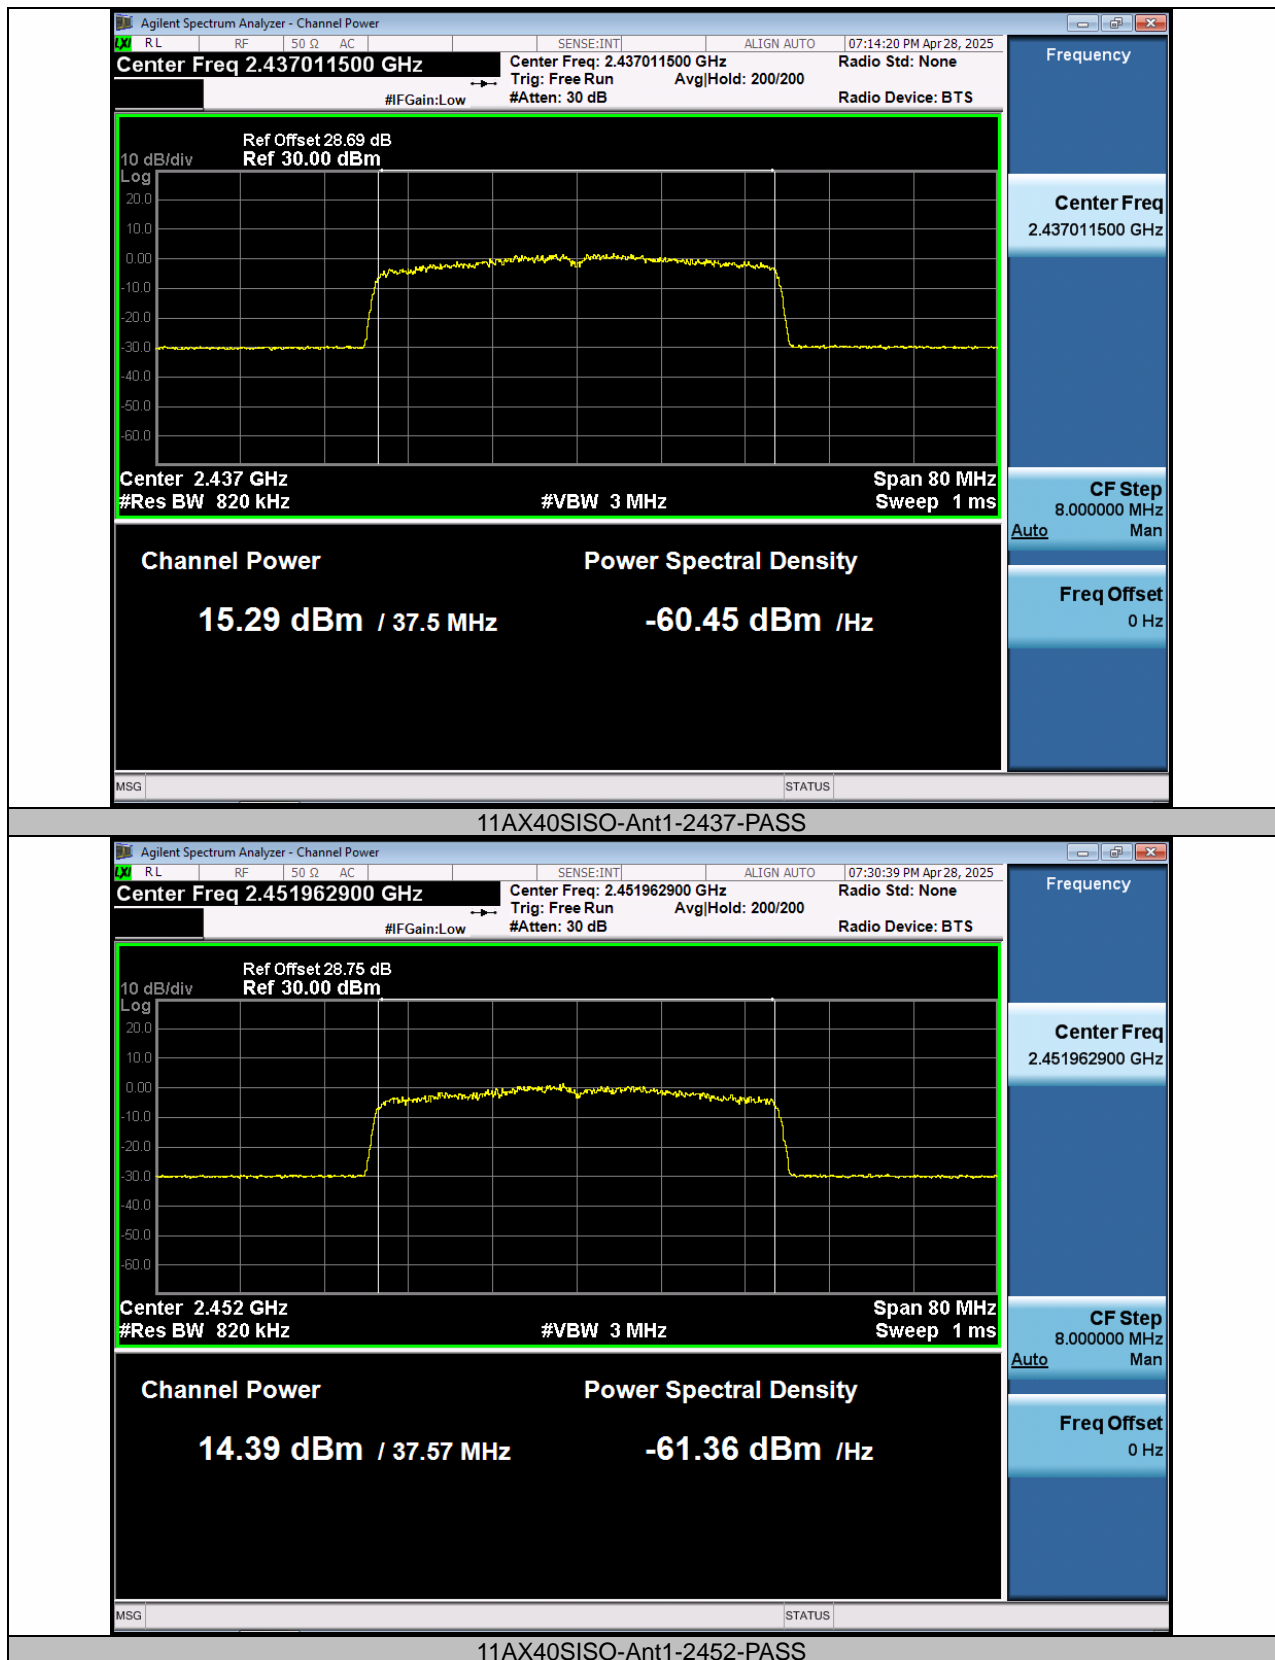 Agilent Spectrum Analyzer - Channel Power
LXI RL RF 50 Ω AC SENSE:INT ALIGN AUTO 07:14:20 PM Apr 28, 2025
Center Freq 2.437011500 GHz
Center Freq: 2.437011500 GHz Radio Std: None
Trig: Free Run Avg|Hold: 200/200
#IFGain:Low #Atten: 30 dB Radio Device: BTS
Frequency
Ref Offset 28.69 dB
10 dB/div Ref 30.00 dBm
Log
20.0
10.0
0.00
-10.0
-20.0
-30.0
-40.0
-50.0
-60.0
Center 2.437 GHz Span 80 MHz
#Res BW 820 kHz #VBW 3 MHz Sweep 1 ms
Center Freq
2.437011500 GHz
CF Step
8.000000 MHz
Auto Man
Freq Offset
0 Hz
Channel Power Power Spectral Density
15.29 dBm / 37.5 MHz -60.45 dBm /Hz
MSG STATUS
11AX40SISO-Ant1-2437-PASS
Agilent Spectrum Analyzer - Channel Power
LXI RL RF 50 Ω AC SENSE:INT ALIGN AUTO 07:30:39 PM Apr 28, 2025
Center Freq 2.451962900 GHz
Center Freq: 2.451962900 GHz Radio Std: None
Trig: Free Run Avg|Hold: 200/200
#IFGain:Low #Atten: 30 dB Radio Device: BTS
Frequency
Ref Offset 28.75 dB
10 dB/div Ref 30.00 dBm
Log
20.0
10.0
0.00
-10.0
-20.0
-30.0
-40.0
-50.0
-60.0
Center 2.452 GHz Span 80 MHz
#Res BW 820 kHz #VBW 3 MHz Sweep 1 ms
Center Freq
2.451962900 GHz
CF Step
8.000000 MHz
Auto Man
Freq Offset
0 Hz
Channel Power Power Spectral Density
14.39 dBm / 37.57 MHz -61.36 dBm /Hz
MSG STATUS
11AX40SISO-Ant1-2452-PASS